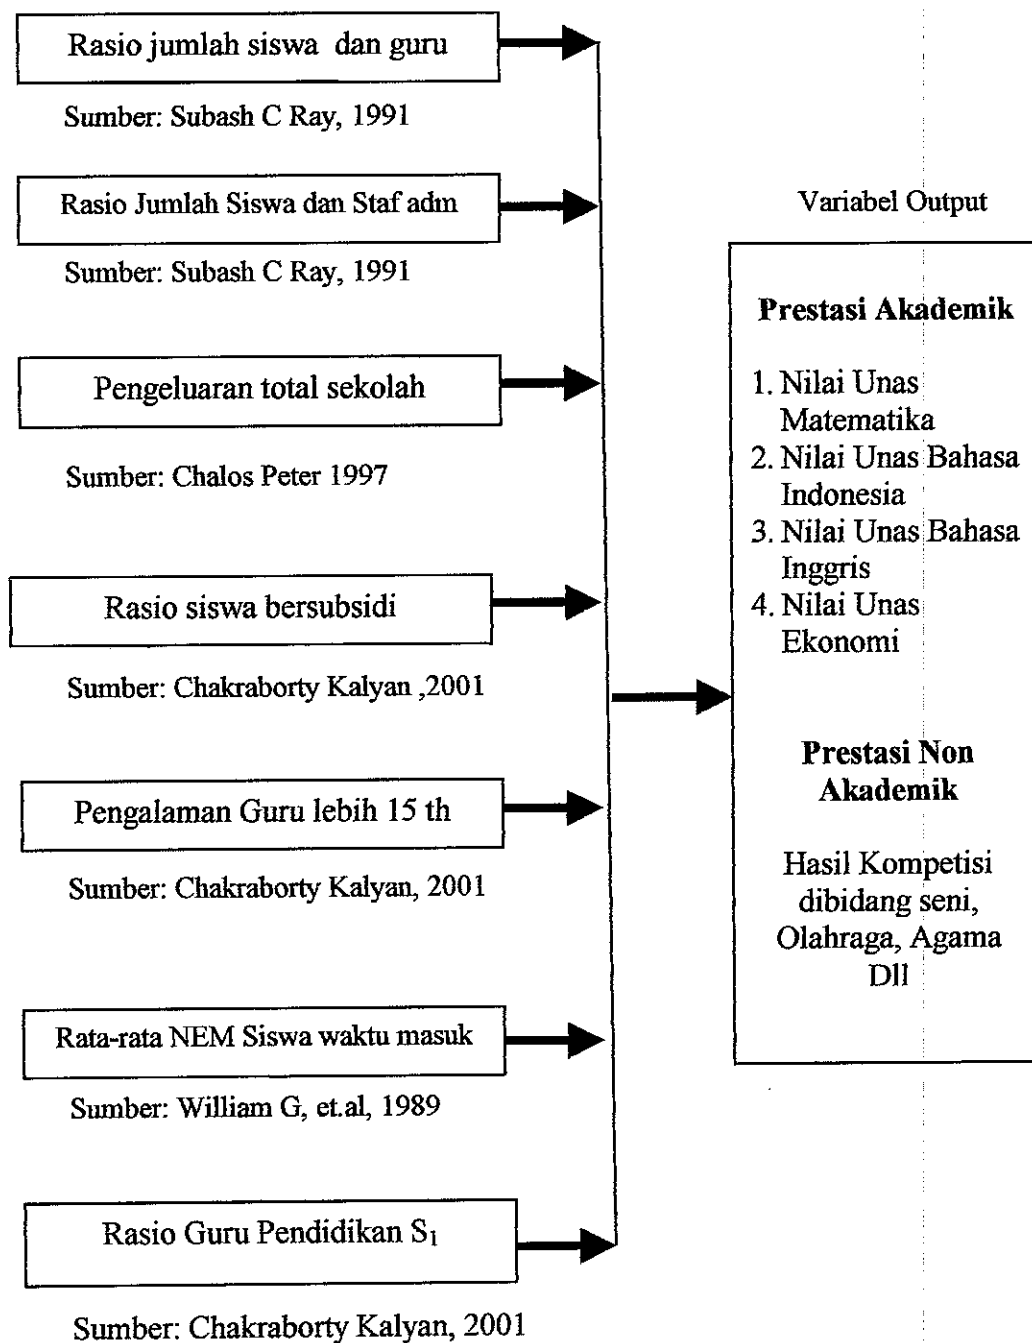 Rasio jumlah siswa dan guru
Sumber: Subash C Ray, 1991
Rasio Jumlah Siswa dan Staf adm
Sumber: Subash C Ray, 1991
Pengeluaran total sekolah
Sumber: Chalos Peter 1997
Rasio siswa bersubsidi
Sumber: Chakraborty Kalyan ,2001
Pengalaman Guru lebih 15 th
Sumber: Chakraborty Kalyan, 2001
Rata-rata NEM Siswa waktu masuk
Sumber: William G, et.al, 1989
Rasio Guru Pendidikan S₁
Sumber: Chakraborty Kalyan, 2001
Variabel Output
Prestasi Akademik
1. Nilai Unas
Matematika
2. Nilai Unas Bahasa
Indonesia
3. Nilai Unas Bahasa
Inggris
4. Nilai Unas
Ekonomi
Prestasi Non
Akademik
Hasil Kompetisi
dibidang seni,
Olahraga, Agama
Dll